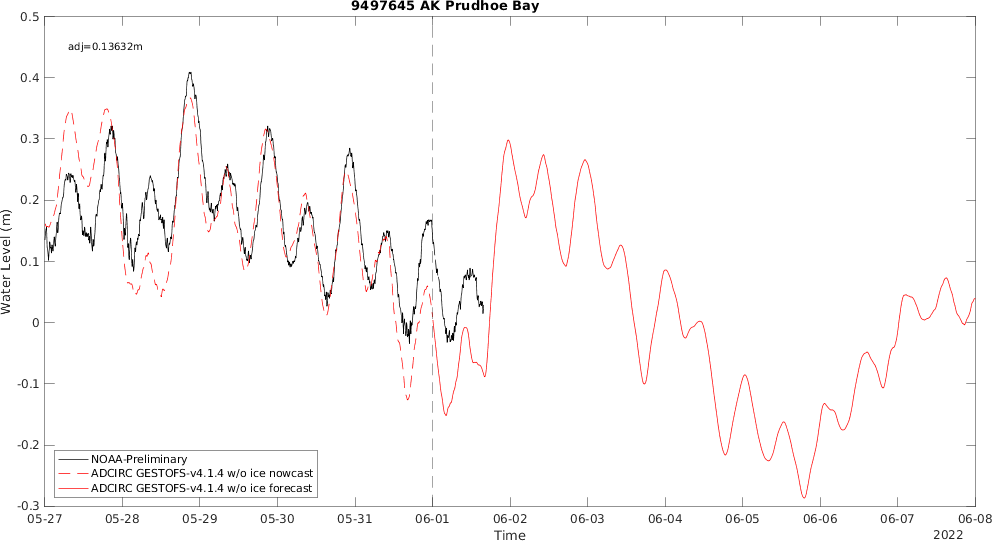 9497645 AK Prudhoe Bay
adj=0.13632m
Water Level (m)
0.5
0.4
0.3
0.2
0.1
0
-0.1
-0.2
-0.3
NOAA-Preliminary
ADCIRC GESTOFS-v4.1.4 w/o ice nowcast
ADCIRC GESTOFS-v4.1.4 w/o ice forecast
05-27 05-28 05-29 05-30 05-31 06-01 06-02 06-03 06-04 06-05 06-06 06-07 06-08
Time
2022